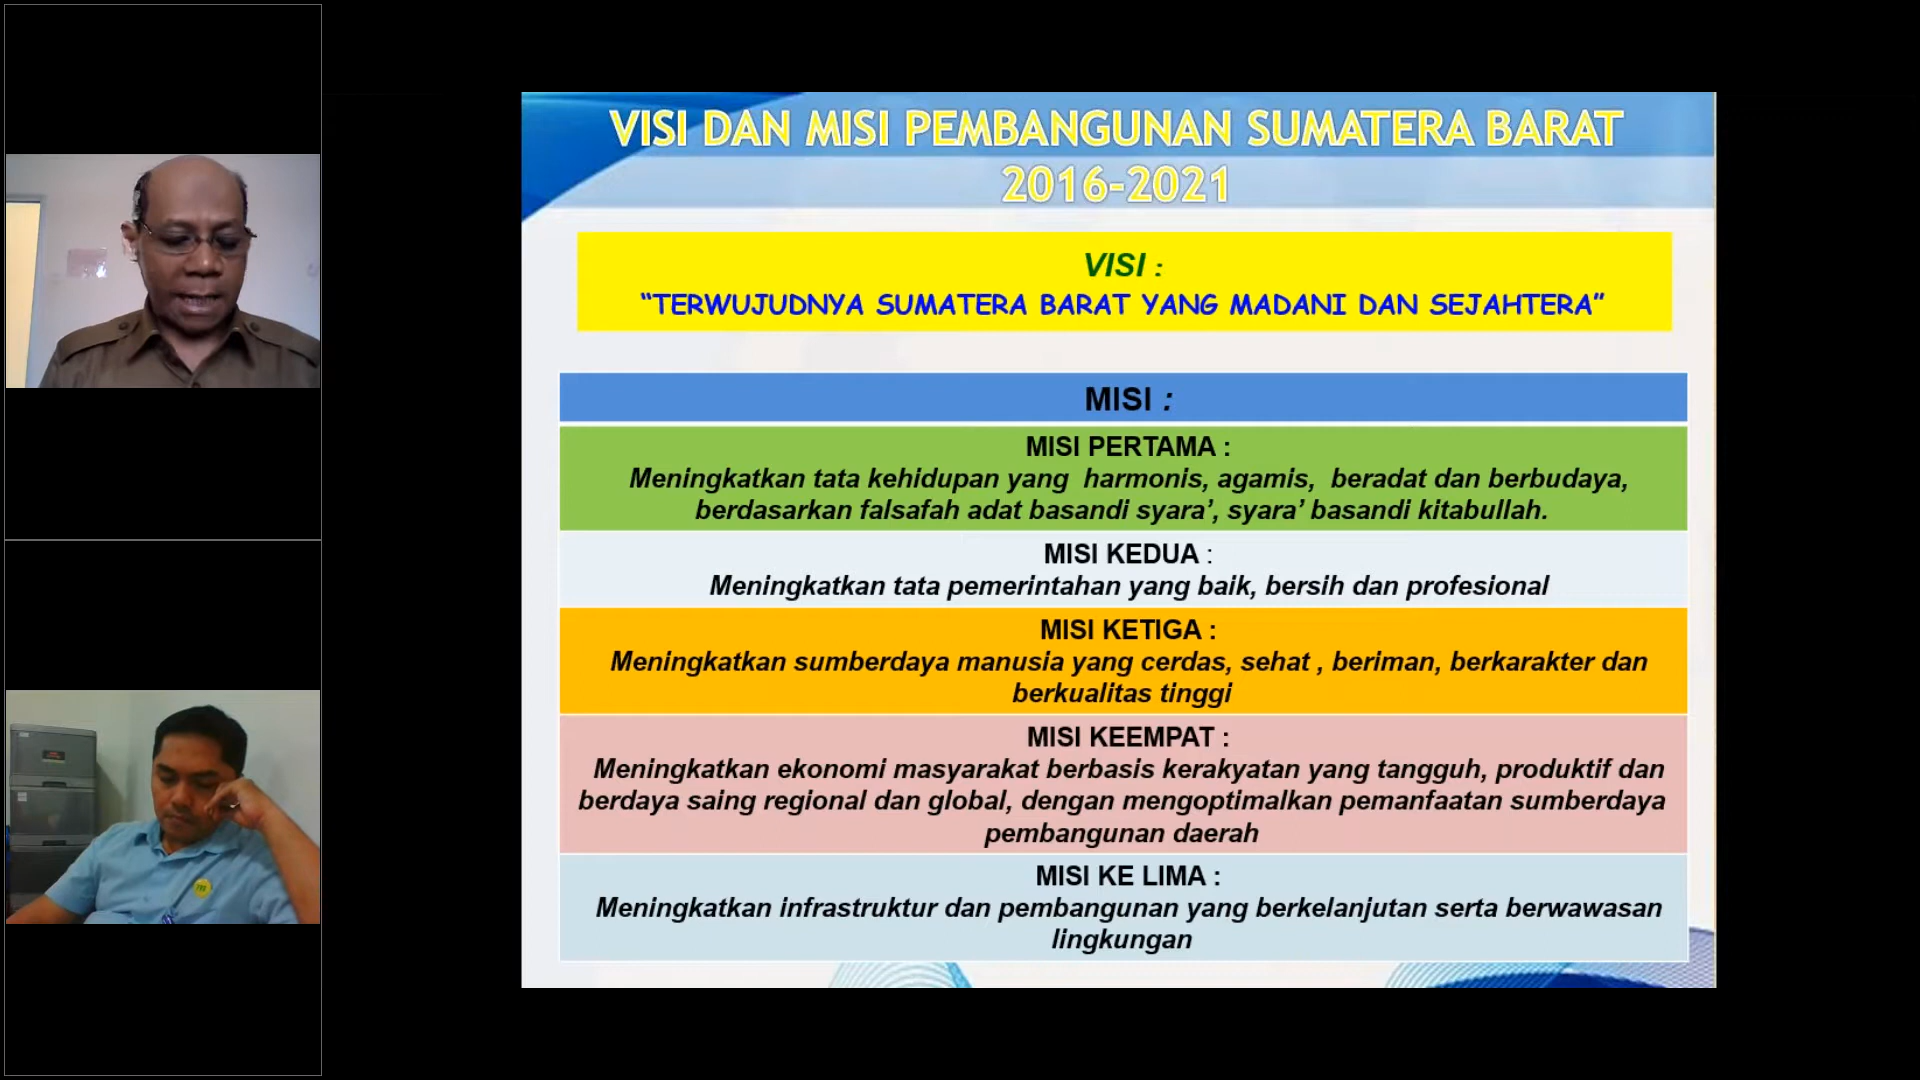 VISI DAN MISI PEMBANGUNAN SUMATERA BARAT
2016-2021
VISI :
“TERWUJUDNYA SUMATERA BARAT YANG MADANI DAN SEJAHTERA”
MISI :
MISI PERTAMA :
Meningkatkan tata kehidupan yang harmonis, agamis, beradat dan berbudaya,
berdasarkan falsafah adat basandi syara’, syara’ basandi kitabullah.
MISI KEDUA :
Meningkatkan tata pemerintahan yang baik, bersih dan profesional
MISI KETIGA :
Meningkatkan sumberdaya manusia yang cerdas, sehat , beriman, berkarakter dan
berkualitas tinggi
MISI KEEMPAT :
Meningkatkan ekonomi masyarakat berbasis kerakyatan yang tangguh, produktif dan
berdaya saing regional dan global, dengan mengoptimalkan pemanfaatan sumberdaya
pembangunan daerah
MISI KE LIMA :
Meningkatkan infrastruktur dan pembangunan yang berkelanjutan serta berwawasan
lingkungan